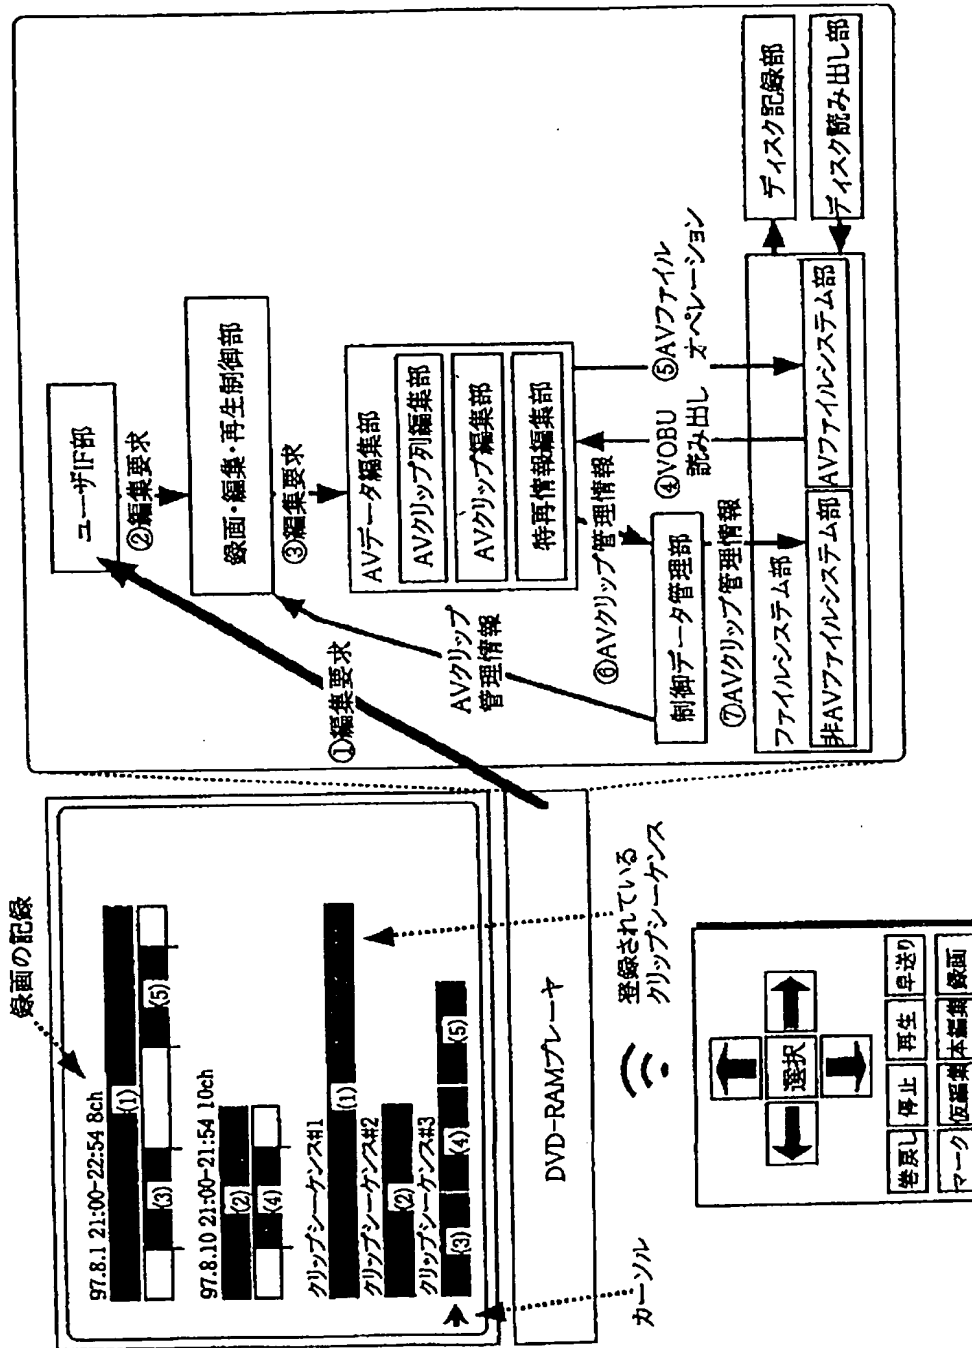 録画の記録
97.8.1 21:00-22:54 8ch
(1)
(3)
(5)
97.8.10 21:00-21:54 10ch
(2)
(4)
クリップシーケンス#1
(1)
クリップシーケンス#2
(2)
クリップシーケンス#3
(3)
(4)
(5)
DVD-RAMプレーヤ
カーソル
登録されている
クリップシーケンス
選択
巻戻し
停止
再生
早送り
マーク
仮編集
本編集
録画
ユーザIF部
①編集要求
②編集要求
録画・編集・再生制御部
③編集要求
AVデータ編集部
AVクリップ列編集部
AVクリップ編集部
特再情報編集部
AVクリップ
管理情報
④VOBU
読み出し
⑤AVファイル
オペレーション
⑥AVクリップ管理情報
制御データ管理部
⑦AVクリップ管理情報
ファイルシステム部
非AVファイルシステム部
AVファイルシステム部
ディスク記録部
ディスク読み出し部